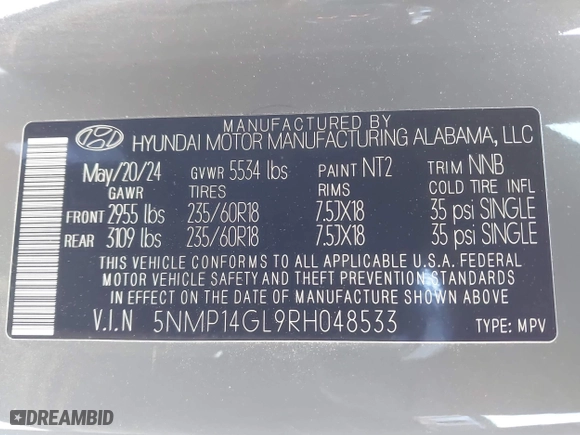 MANUFACTURED BY
HYUNDAI MOTOR MANUFACTURING ALABAMA, LLC
May/20/24 GVWR 5534 lbs PAINT NT2 TRIM NNB
GAWR TIRES RIMS COLD TIRE INFL
FRONT 2955 lbs 235/60R18 7.5JX18 35 psi SINGLE
REAR 3109 lbs 235/60R18 7.5JX18 35 psi SINGLE
THIS VEHICLE CONFORMS TO ALL APPLICABLE U.S.A. FEDERAL
MOTOR VEHICLE SAFETY AND THEFT PREVENTION STANDARDS
IN EFFECT ON THE DATE OF MANUFACTURE SHOWN ABOVE.
V.I.N 5NMP14GL9RH048533 TYPE: MPV
DREAMBID